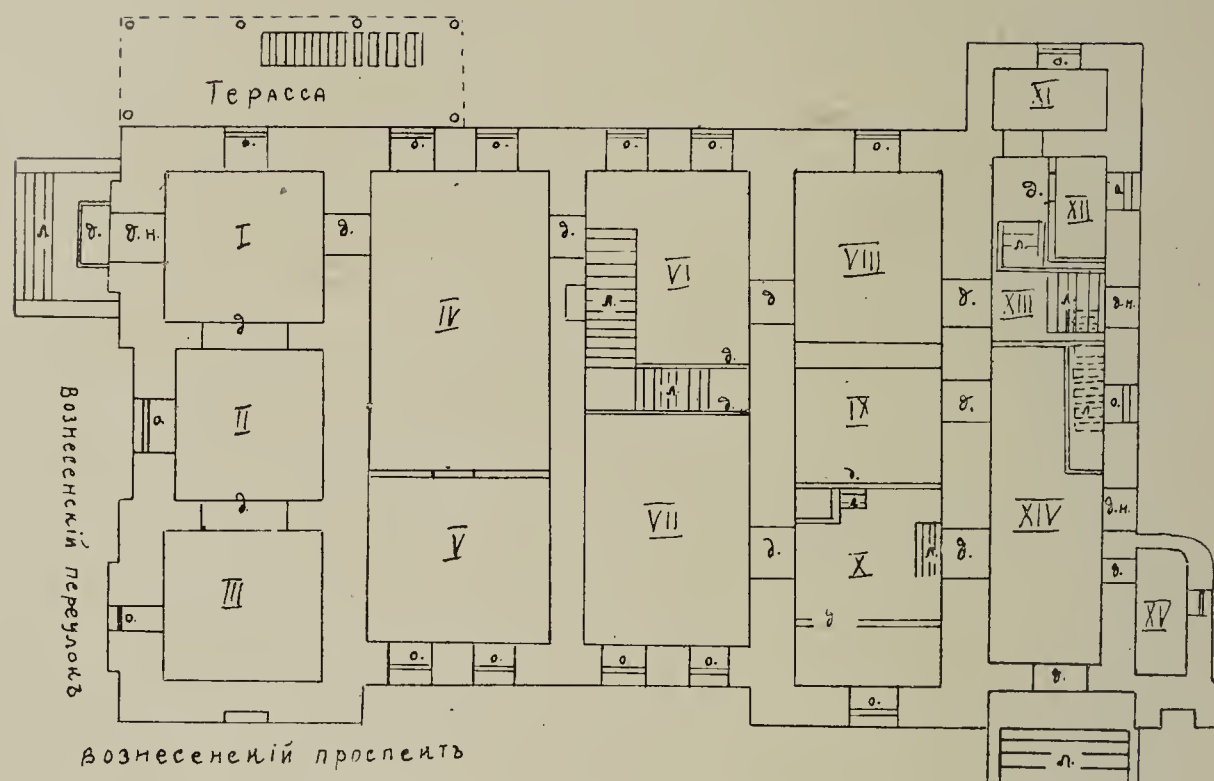 Терасса
о.
о.
о.
о.
о.
о.
о.
XI
л.
д.
д.н.
I
д.
IV
д.
VI
л.
д
VIII
д.
д.
XII
о
л.
XIII
л.
д.н.
д
II
о
д.
л.
д.
IX
д.
л.
о.
д.
III
о.
V
VII
д.
д.
л.
X
л.
д.
д
XIV
д.н.
д.
XV
о.
о.
о.
о.
о.
д.
л.
Вознесенскій переулокъ
Вознесенскій проспектъ